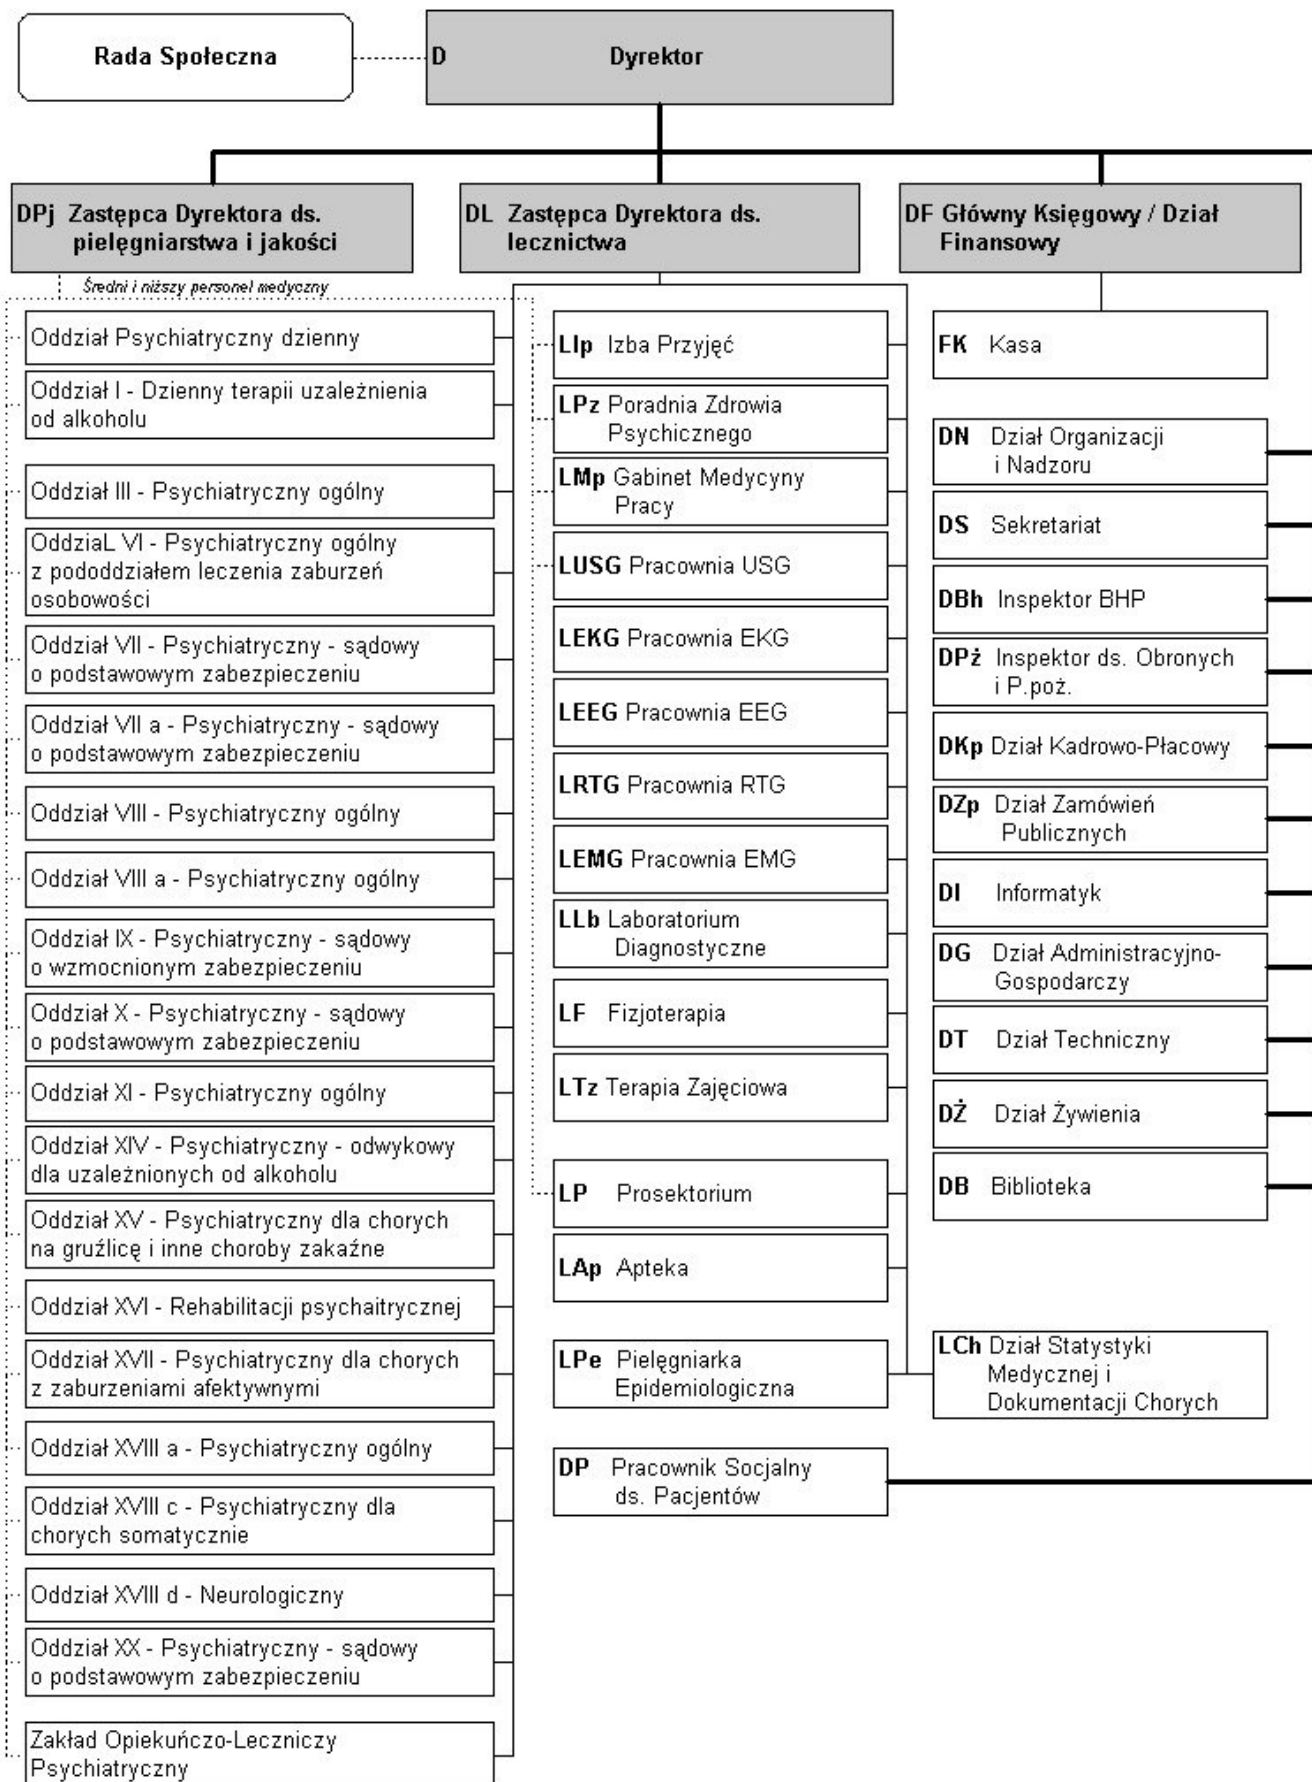 Rada Społeczna
D Dyrektor
DPj Zastępca Dyrektora ds.
pielęgniarstwa i jakości
DL Zastępca Dyrektora ds.
lecznictwa
DF Główny Księgowy / Dział
Finansowy
Średni i niższy personel medyczny
Oddział Psychiatryczny dzienny
Oddział I - Dzienny terapii uzależnienia
od alkoholu
Oddział III - Psychiatryczny ogólny
OddziaL VI - Psychiatryczny ogólny
z pododdziałem leczenia zaburzeń
osobowości
Oddział VII - Psychiatryczny - sądowy
o podstawowym zabezpieczeniu
Oddział VII a - Psychiatryczny - sądowy
o podstawowym zabezpieczeniu
Oddział VIII - Psychiatryczny ogólny
Oddział VIII a - Psychiatryczny ogólny
Oddział IX - Psychiatryczny - sądowy
o wzmocnionym zabezpieczeniu
Oddział X - Psychiatryczny - sądowy
o podstawowym zabezpieczeniu
Oddział XI - Psychiatryczny ogólny
Oddział XIV - Psychiatryczny - odwykowy
dla uzależnionych od alkoholu
Oddział XV - Psychiatryczny dla chorych
na gruźlicę i inne choroby zakaźne
Oddział XVI - Rehabilitacji psychaitrycznej
Oddział XVII - Psychiatryczny dla chorych
z zaburzeniami afektywnymi
Oddział XVIII a - Psychiatryczny ogólny
Oddział XVIII c - Psychiatryczny dla
chorych somatycznie
Oddział XVIII d - Neurologiczny
Oddział XX - Psychiatryczny - sądowy
o podstawowym zabezpieczeniu
Zakład Opiekuńczo-Leczniczy
Psychiatryczny
LIp Izba Przyjęć
LPz Poradnia Zdrowia
Psychicznego
LMp Gabinet Medycyny
Pracy
LUSG Pracownia USG
LEKG Pracownia EKG
LEEG Pracownia EEG
LRTG Pracownia RTG
LEMG Pracownia EMG
LLb Laboratorium
Diagnostyczne
LF Fizjoterapia
LTz Terapia Zajęciowa
LP Prosektorium
LAp Apteka
LPe Pielęgniarka
Epidemiologiczna
DP Pracownik Socjalny
ds. Pacjentów
FK Kasa
DN Dział Organizacji
i Nadzoru
DS Sekretariat
DBh Inspektor BHP
DPż Inspektor ds. Obronych
i P.poż.
DKp Dział Kadrowo-Płacowy
DZp Dział Zamówień
Publicznych
DI Informatyk
DG Dział Administracyjno-
Gospodarczy
DT Dział Techniczny
DŻ Dział Żywienia
DB Biblioteka
LCh Dział Statystyki
Medycznej i
Dokumentacji Chorych